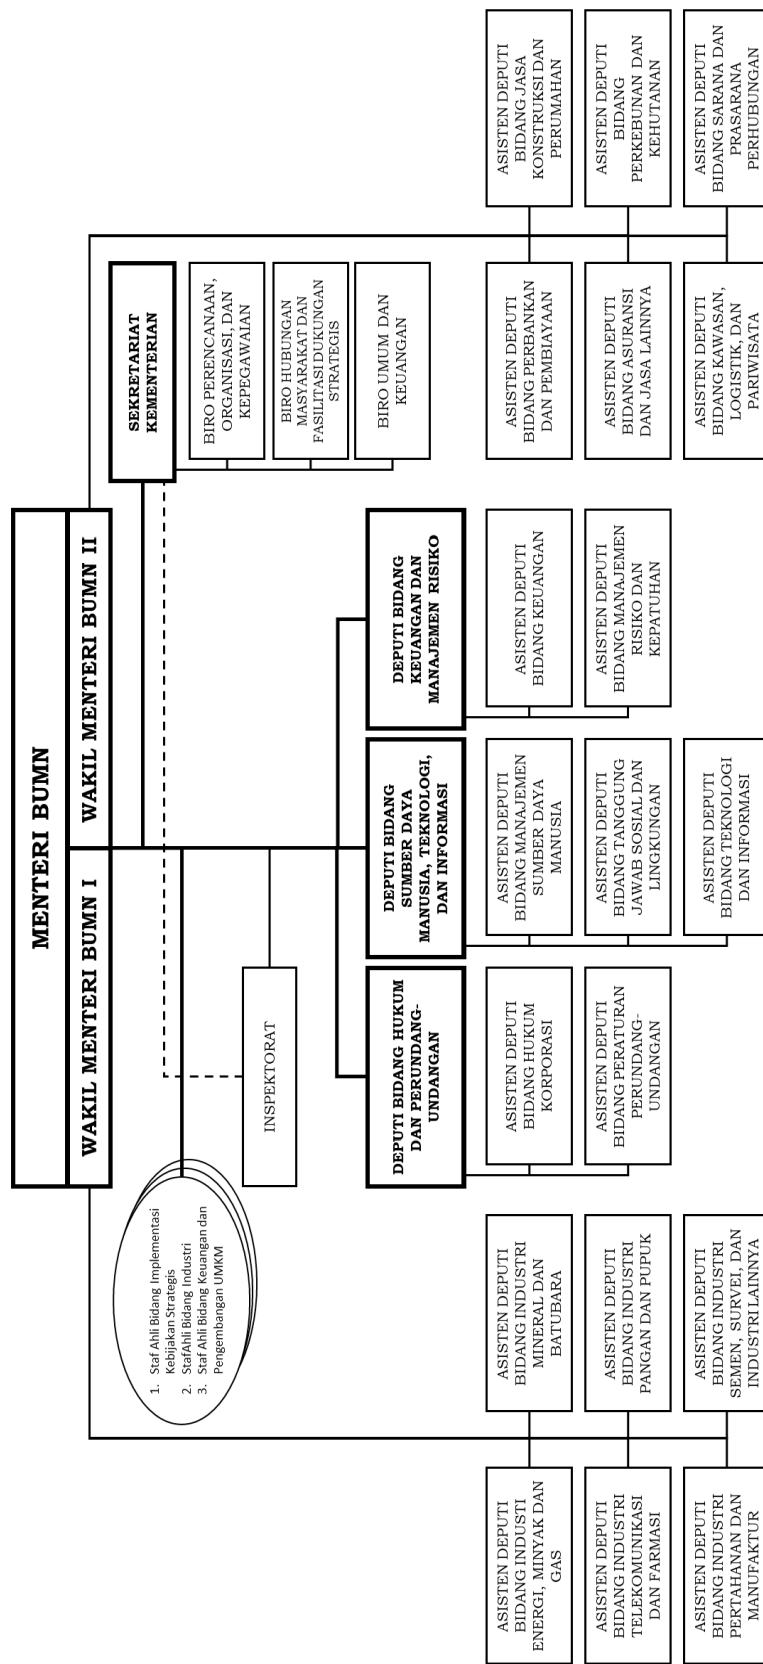 MENTERI BUMN
WAKIL MENTERI BUMN I
WAKIL MENTERI BUMN II
1. Staf Ahli Bidang Implementasi
Kebijakan Strategis
2. StafAhli Bidang Industri
3. Staf Ahli Bidang Keuangan dan
Pengembangan UMKM
SEKRETARIAT
KEMENTERIAN
BIRO PERENCANAAN,
ORGANISASI, DAN
KEPEGAWAIAN
BIRO HUBUNGAN
MASYARAKAT DAN
FASILITASI DUKUNGAN
STRATEGIS
BIRO UMUM DAN
KEUANGAN
INSPEKTORAT
DEPUTI BIDANG HUKUM
DAN PERUNDANG-
UNDANGAN
DEPUTI BIDANG
SUMBER DAYA
MANUSIA, TEKNOLOGI,
DAN INFORMASI
DEPUTI BIDANG
KEUANGAN DAN
MANAJEMEN RISIKO
ASISTEN DEPUTI
BIDANG INDUSTI
ENERGI, MINYAK DAN
GAS
ASISTEN DEPUTI
BIDANG INDUSTRI
MINERAL DAN
BATUBARA
ASISTEN DEPUTI
BIDANG HUKUM
KORPORASI
ASISTEN DEPUTI
BIDANG MANAJEMEN
SUMBER DAYA
MANUSIA
ASISTEN DEPUTI
BIDANG KEUANGAN
ASISTEN DEPUTI
BIDANG PERBANKAN
DAN PEMBIAYAAN
ASISTEN DEPUTI
BIDANG JASA
KONSTRUKSI DAN
PERUMAHAN
ASISTEN DEPUTI
BIDANG INDUSTRI
TELEKOMUNIKASI
DAN FARMASI
ASISTEN DEPUTI
BIDANG INDUSTRI
PANGAN DAN PUPUK
ASISTEN DEPUTI
BIDANG PERATURAN
PERUNDANG-
UNDANGAN
ASISTEN DEPUTI
BIDANG TANGGUNG
JAWAB SOSIAL DAN
LINGKUNGAN
ASISTEN DEPUTI
BIDANG MANAJEMEN
RISIKO DAN
KEPATUHAN
ASISTEN DEPUTI
BIDANG ASURANSI
DAN JASA LAINNYA
ASISTEN DEPUTI
BIDANG
PERKEBUNAN DAN
KEHUTANAN
ASISTEN DEPUTI
BIDANG INDUSTRI
PERTAHANAN DAN
MANUFAKTUR
ASISTEN DEPUTI
BIDANG INDUSTRI
SEMEN, SURVEI, DAN
INDUSTRI LAINNYA
ASISTEN DEPUTI
BIDANG TEKNOLOGI
DAN INFORMASI
ASISTEN DEPUTI
BIDANG KAWASAN,
LOGISTIK, DAN
PARIWISATA
ASISTEN DEPUTI
BIDANG SARANA DAN
PRASARANA
PERHUBUNGAN